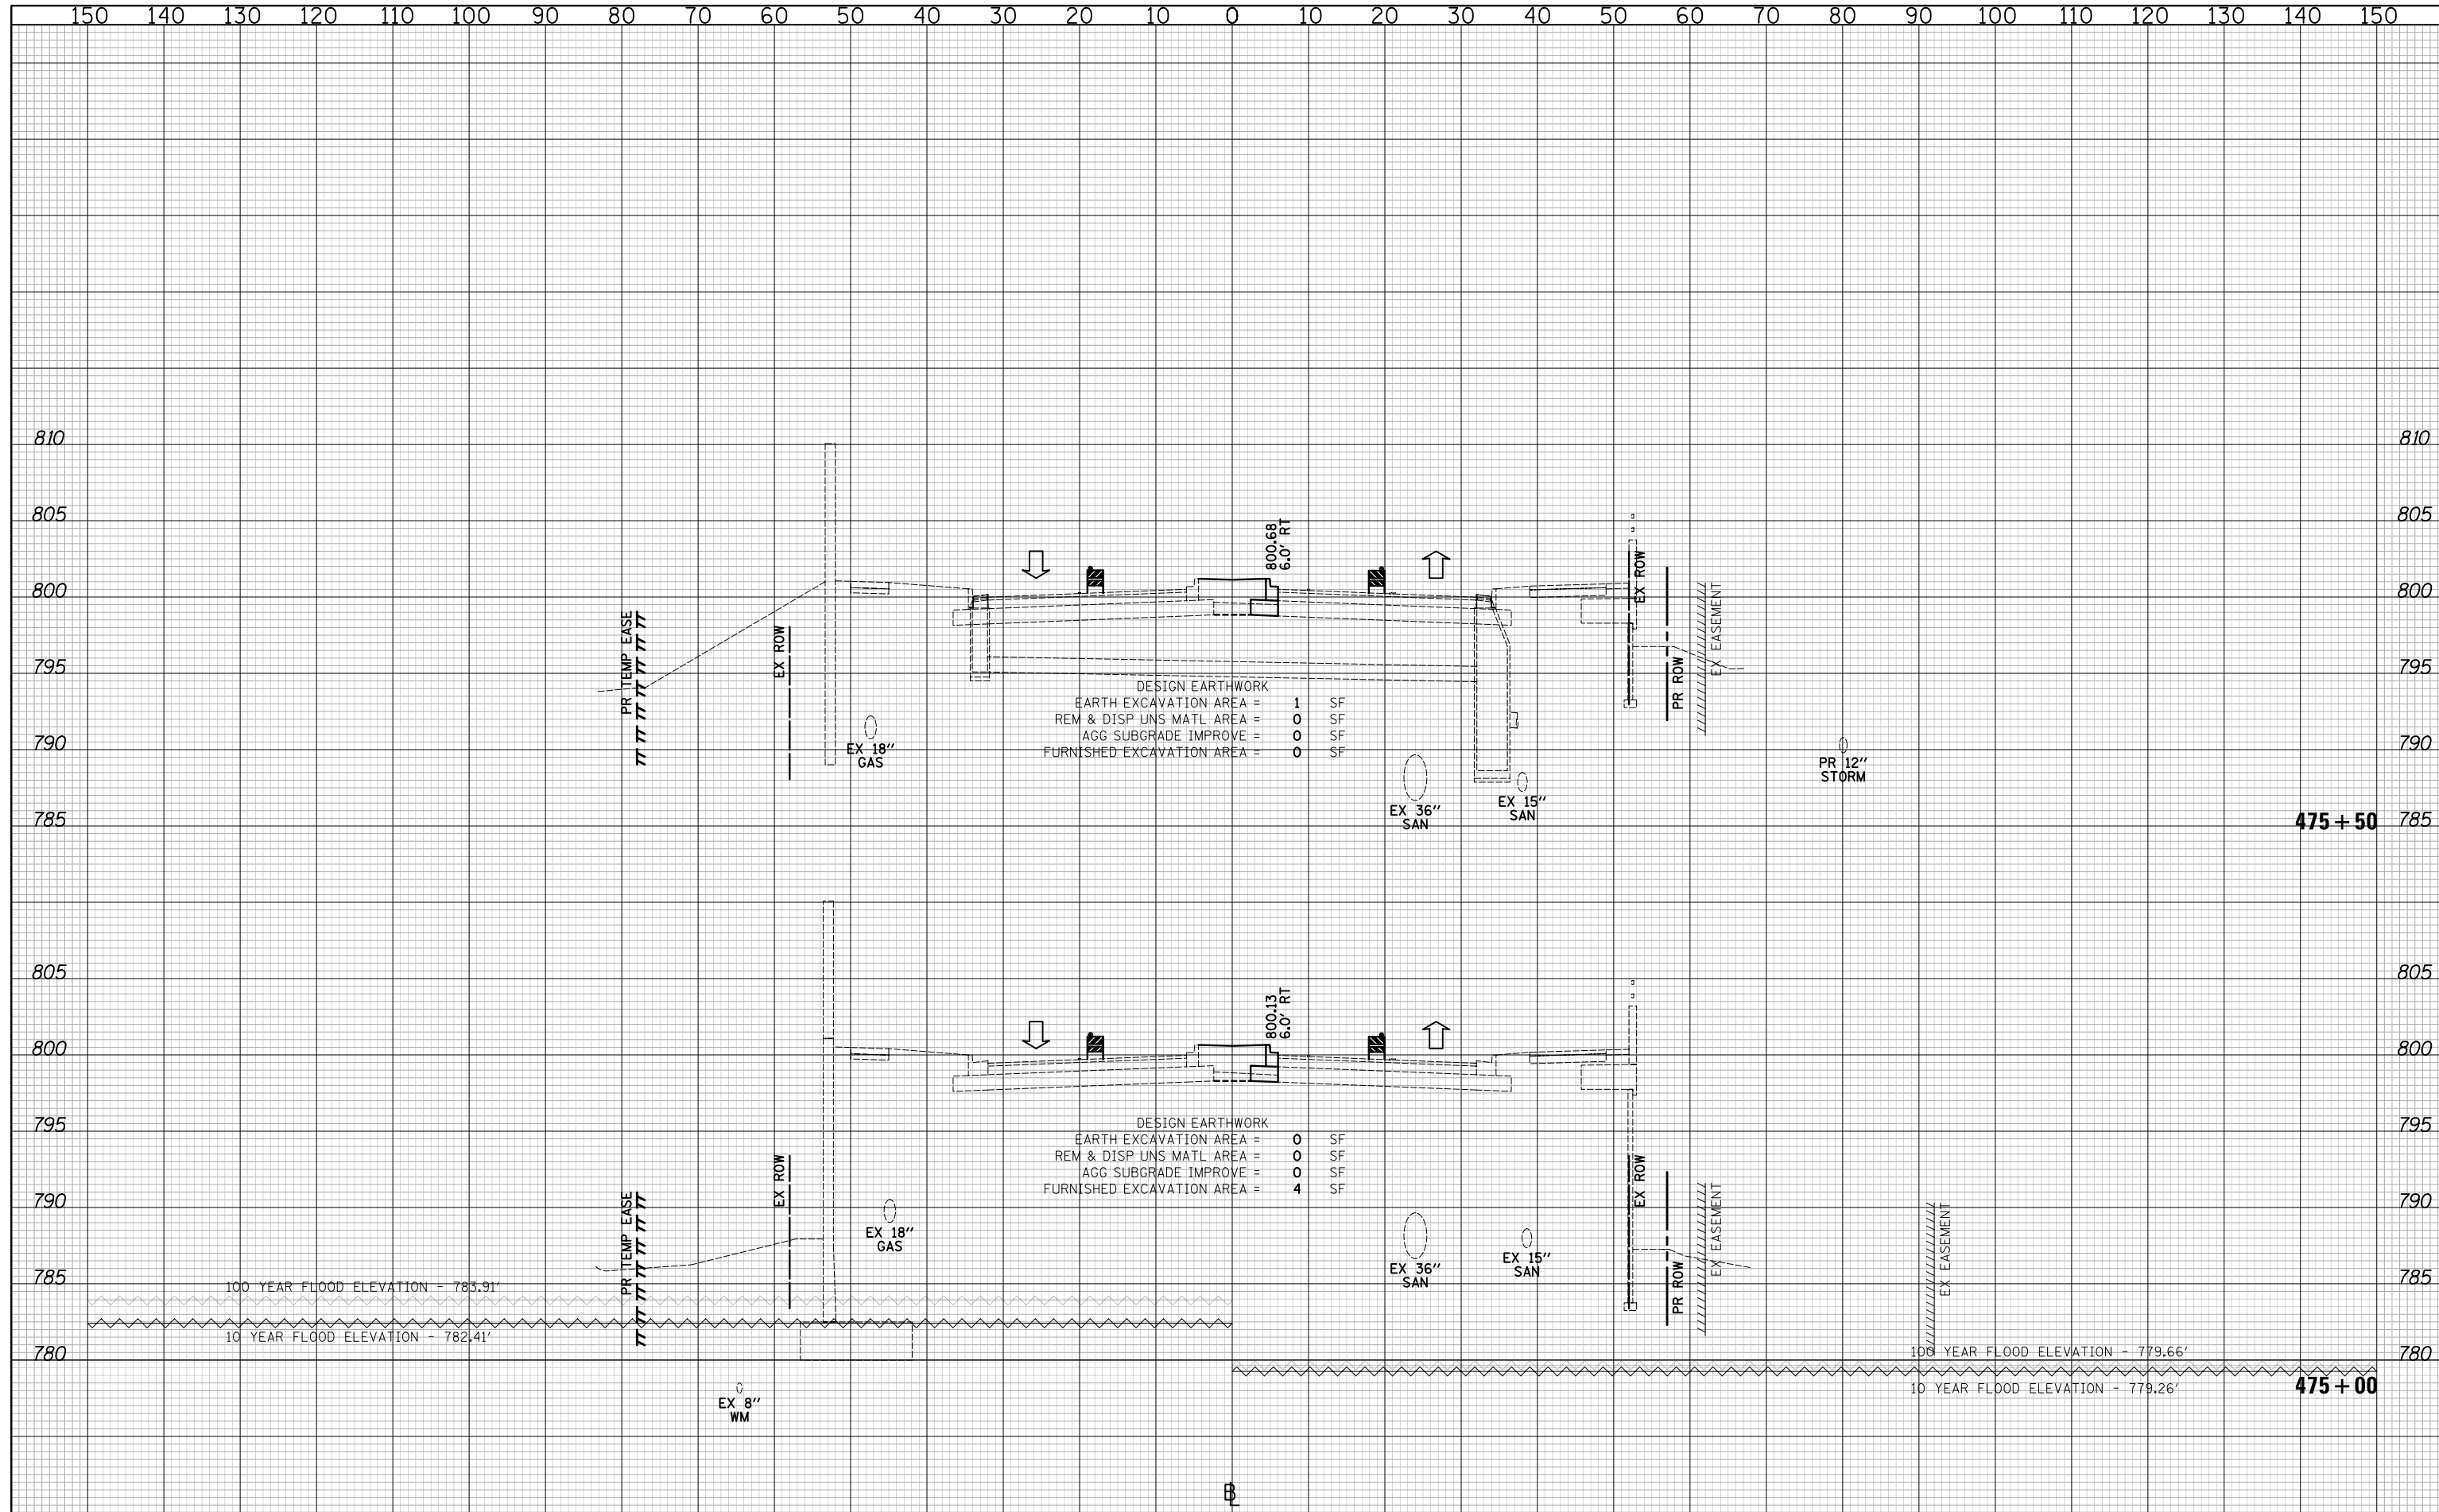 150 140 130 120 110 100 90 80 70 60 50 40 30 20 10 0 10 20 30 40 50 60 70 80 90 100 110 120 130 140 150
810 810
805 805
800.68
6.0' RT
800 800
EX ROW
EX EASEMENT
PR TEMP EASE
EX ROW
795 795
PR ROW
DESIGN EARTHWORK
EARTH EXCAVATION AREA = 1 SF
REM & DISP UNS MATL AREA = 0 SF
AGG SUBGRADE IMPROVE = 0 SF
FURNISHED EXCAVATION AREA = 0 SF
790 790
EX 18"
GAS
PR 12"
STORM
EX 36"
SAN
EX 15"
SAN
785 475+50 785
805 805
800.13
6.0' RT
800 800
795 795
DESIGN EARTHWORK
EARTH EXCAVATION AREA = 0 SF
REM & DISP UNS MATL AREA = 0 SF
AGG SUBGRADE IMPROVE = 0 SF
FURNISHED EXCAVATION AREA = 4 SF
EX ROW
EX ROW
790 790
PR TEMP EASE
EX 18"
GAS
EX EASEMENT
EX EASEMENT
EX 36"
SAN
EX 15"
SAN
PR ROW
785 785
100 YEAR FLOOD ELEVATION - 783.91'
10 YEAR FLOOD ELEVATION - 782.41'
780 780
100 YEAR FLOOD ELEVATION - 779.66'
10 YEAR FLOOD ELEVATION - 779.26'
475+00
EX 8"
WM
BL